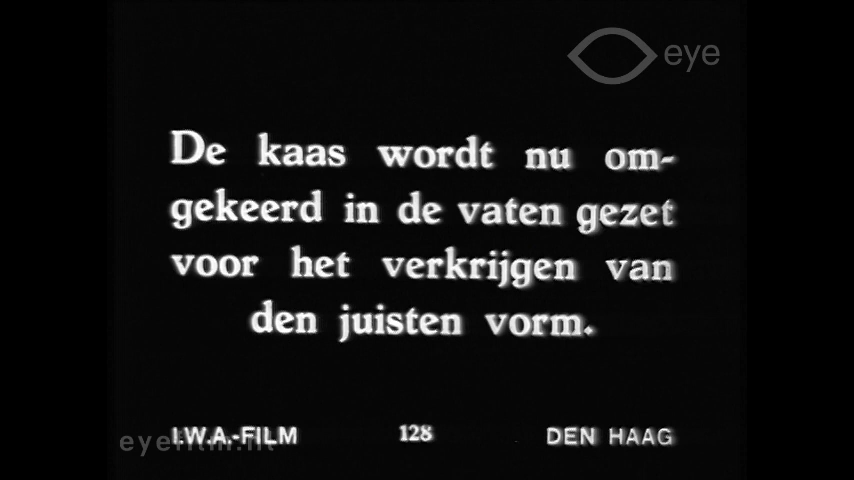 eye
De kaas wordt nu om-
gekeerd in de vaten gezet
voor het verkrijgen van
den juisten vorm.
I.W.A.-FILM 128 DEN HAAG
eyefilm.nl